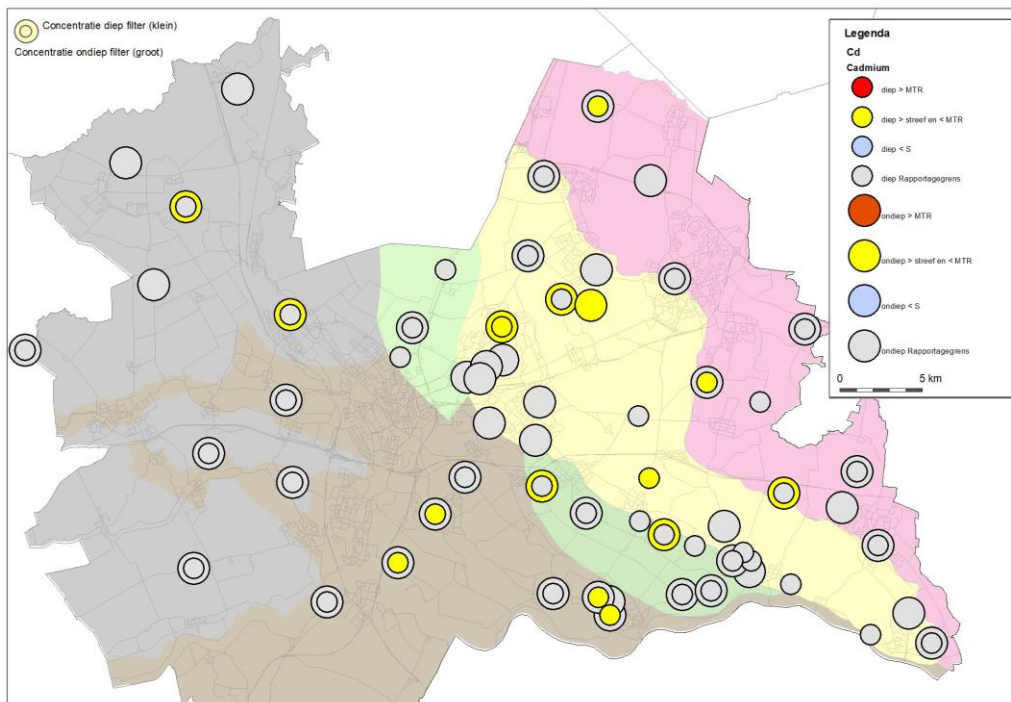 Concentratie diep filter (klein)
Concentratie ondiep filter (groot)
Legenda
Cd
Cadmium
diep > MTR
diep > streef en < MTR
diep < S
diep Rapportagegrens
ondiep > MTR
ondiep > streef en < MTR
ondiep < S
ondiep Rapportagegrens
0 5 km